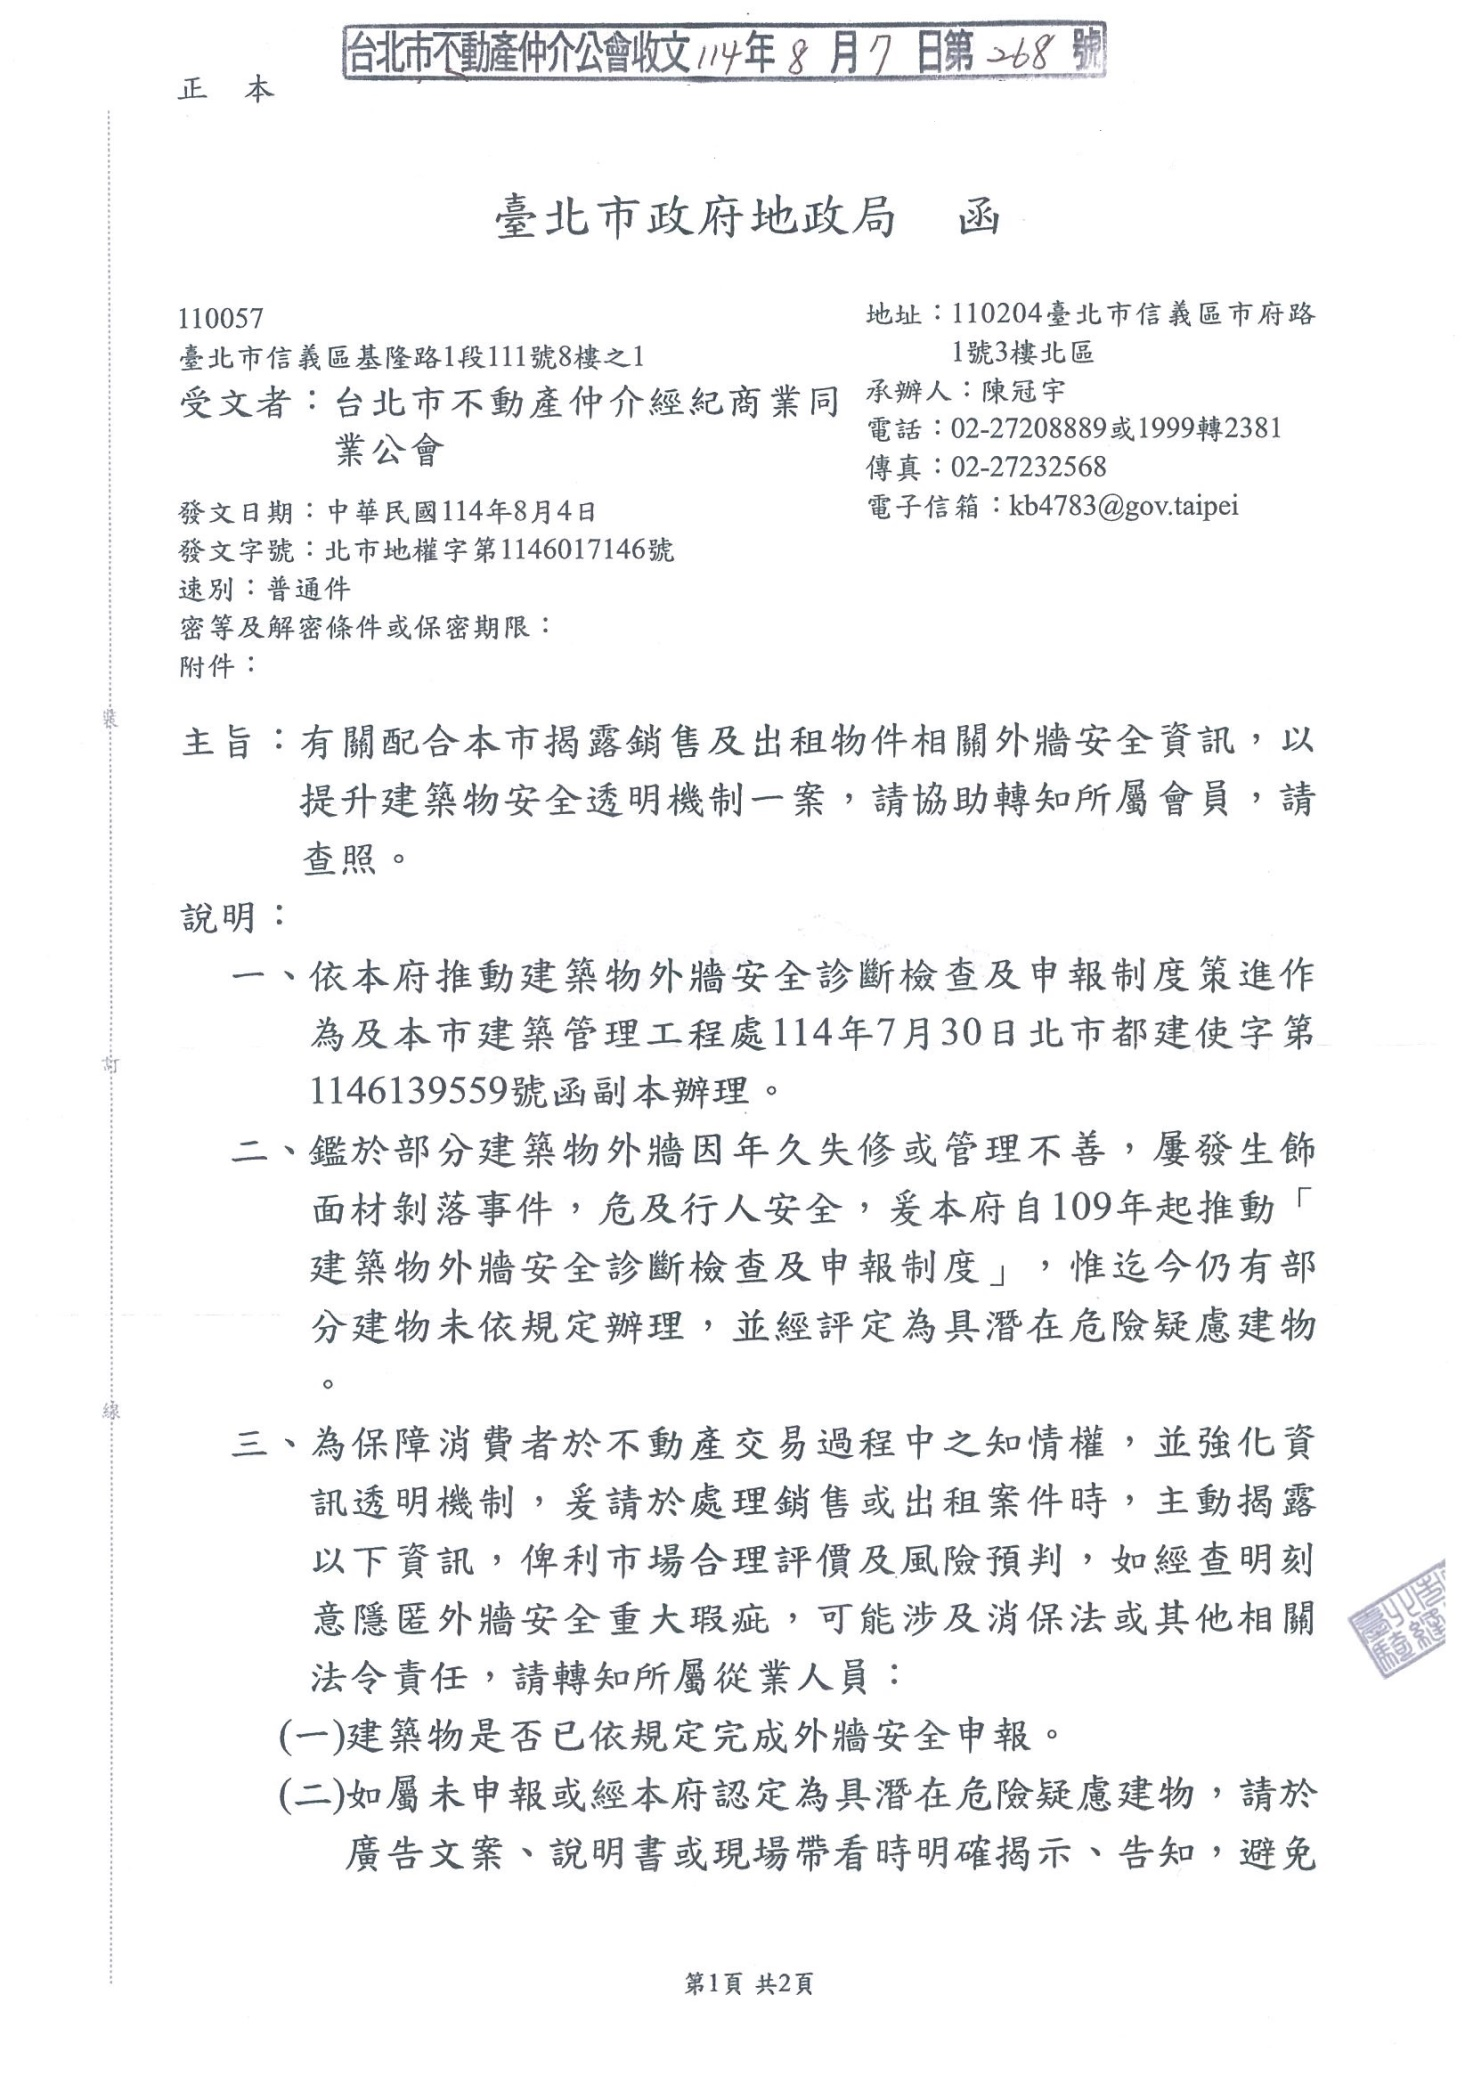 台北市不動產仲介公會收文114年8月7日第268號
正 本
臺北市政府地政局 函
110057
臺北市信義區基隆路1段111號8樓之1
受文者：台北市不動產仲介經紀商業同
業公會
地址：110204臺北市信義區市府路
1號3樓北區
承辦人：陳冠宇
電話：02-27208889或1999轉2381
傳真：02-27232568
電子信箱：kb4783@gov.taipei
發文日期：中華民國114年8月4日
發文字號：北市地權字第1146017146號
速別：普通件
密等及解密條件或保密期限：
附件：
主旨：有關配合本市揭露銷售及出租物件相關外牆安全資訊，以
提升建築物安全透明機制一案，請協助轉知所屬會員，請
查照。
說明：
一、依本府推動建築物外牆安全診斷檢查及申報制度策進作
為及本市建築管理工程處114年7月30日北市都建使字第
1146139559號函副本辦理。
二、鑑於部分建築物外牆因年久失修或管理不善，屢發生飾
面材剝落事件，危及行人安全，爰本府自109年起推動「
建築物外牆安全診斷檢查及申報制度」，惟迄今仍有部
分建物未依規定辦理，並經評定為具潛在危險疑慮建物
。
三、為保障消費者於不動產交易過程中之知情權，並強化資
訊透明機制，爰請於處理銷售或出租案件時，主動揭露
以下資訊，俾利市場合理評價及風險預判，如經查明刻
意隱匿外牆安全重大瑕疵，可能涉及消保法或其他相關
法令責任，請轉知所屬從業人員：
(一)建築物是否已依規定完成外牆安全申報。
(二)如屬未申報或經本府認定為具潛在危險疑慮建物，請於
廣告文案、說明書或現場帶看時明確揭示、告知，避免
裝
訂
線
第1頁 共2頁